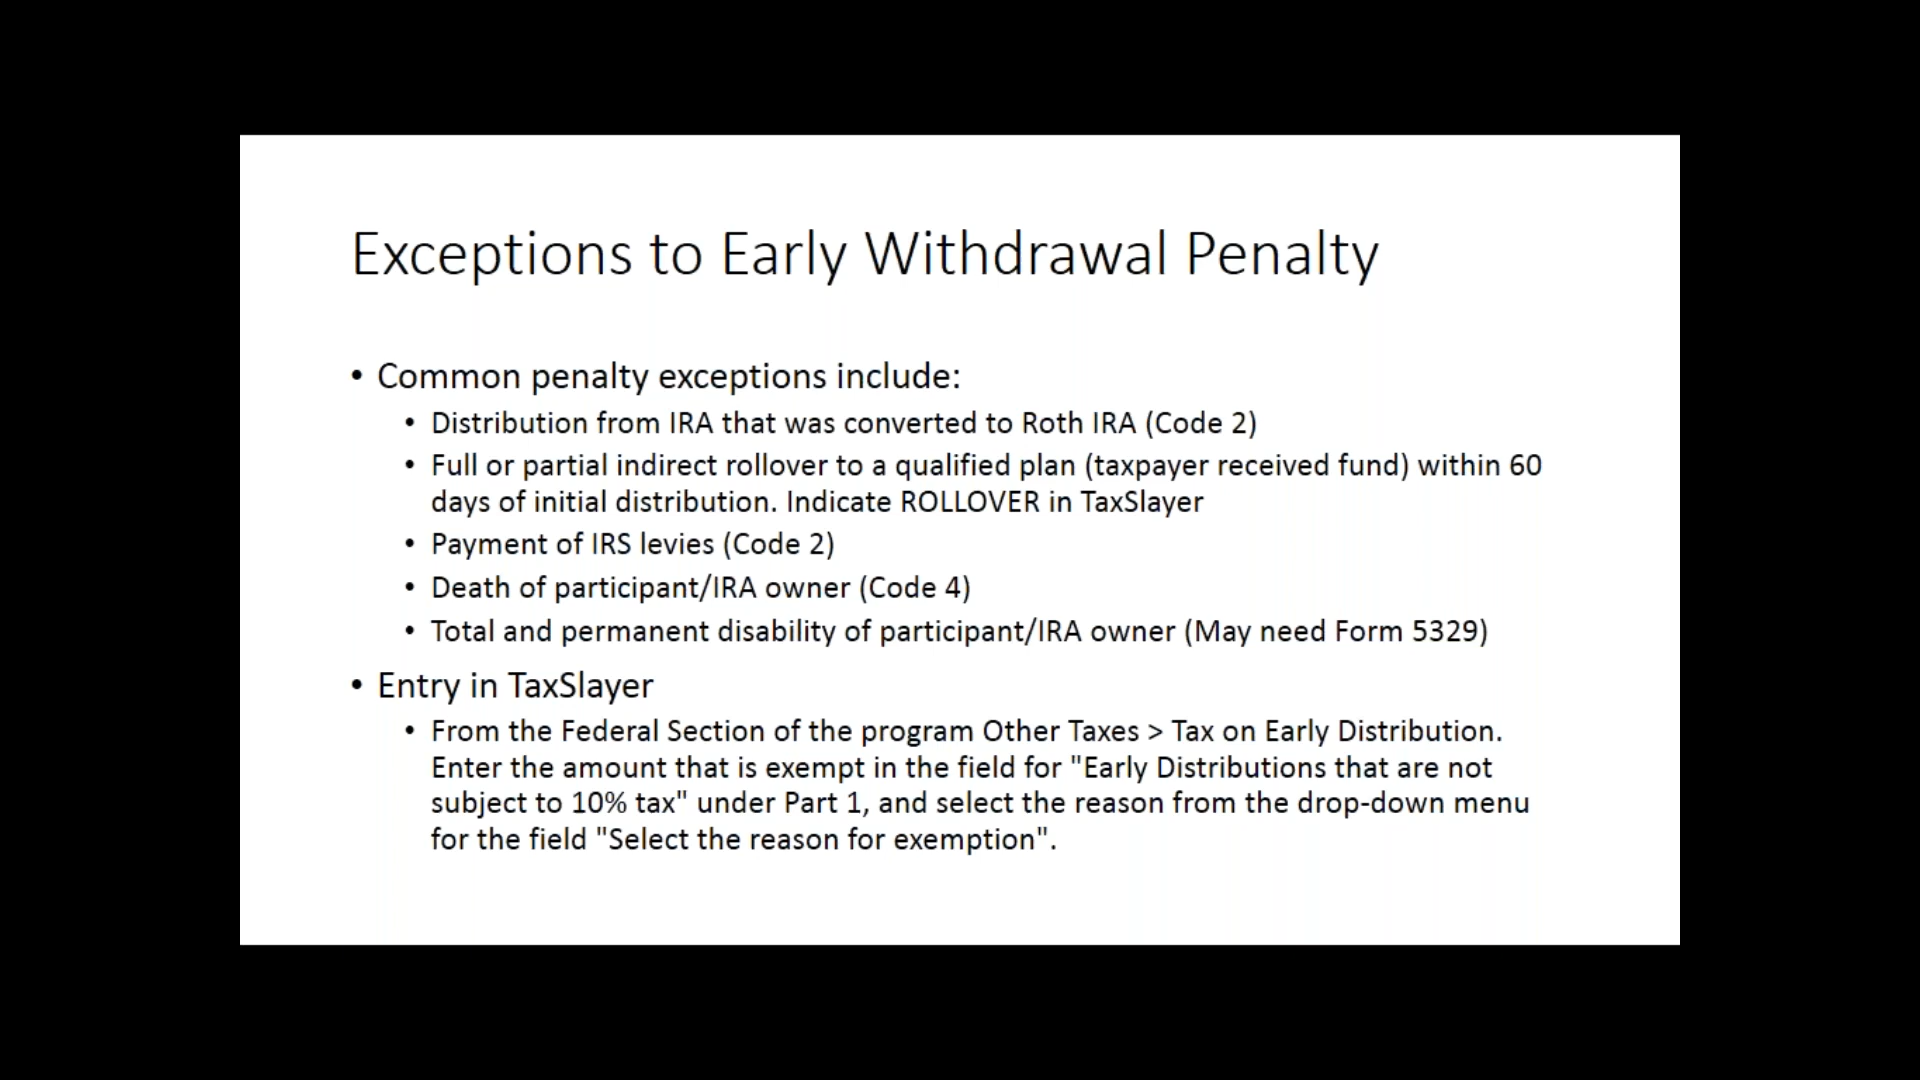 Exceptions to Early Withdrawal Penalty
• Common penalty exceptions include:
• Distribution from IRA that was converted to Roth IRA (Code 2)
• Full or partial indirect rollover to a qualified plan (taxpayer received fund) within 60
days of initial distribution. Indicate ROLLOVER in TaxSlayer
• Payment of IRS levies (Code 2)
• Death of participant/IRA owner (Code 4)
• Total and permanent disability of participant/IRA owner (May need Form 5329)
• Entry in TaxSlayer
• From the Federal Section of the program Other Taxes > Tax on Early Distribution.
Enter the amount that is exempt in the field for "Early Distributions that are not
subject to 10% tax" under Part 1, and select the reason from the drop-down menu
for the field "Select the reason for exemption".